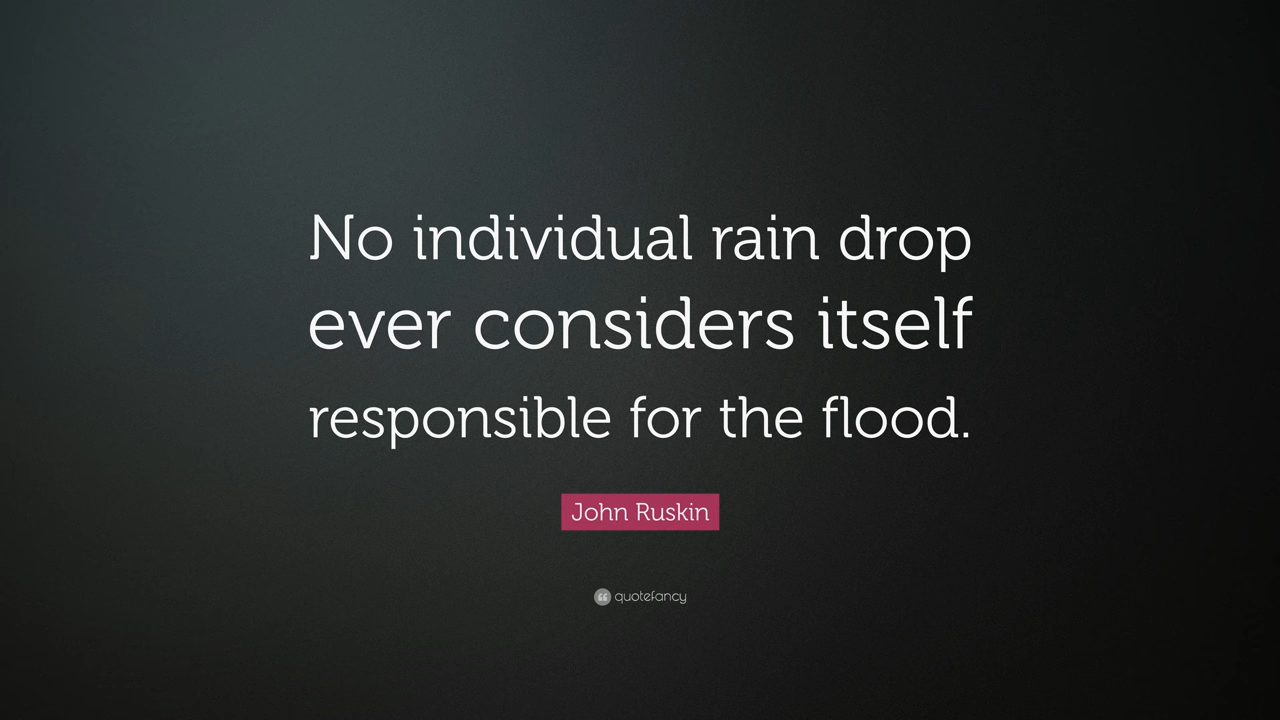 No individual rain drop
ever considers itself
responsible for the flood.
John Ruskin
quotefancy